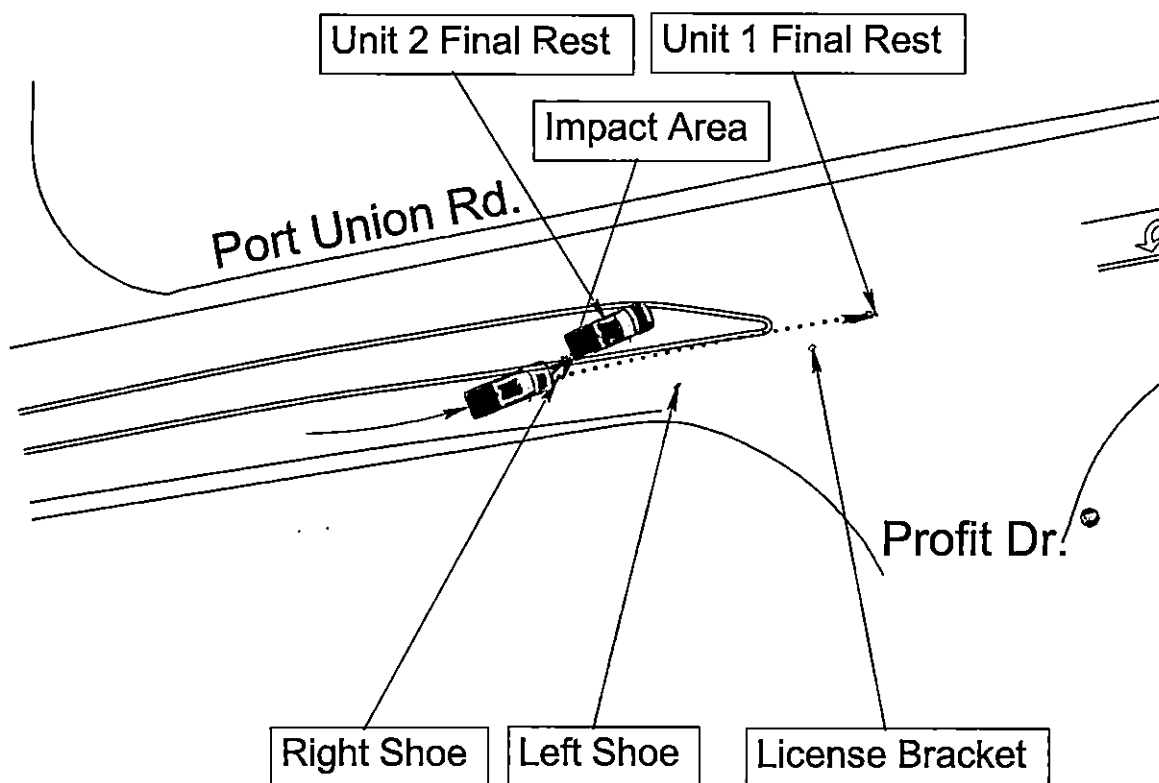 Unit 2 Final Rest
Unit 1 Final Rest
Impact Area
Port Union Rd.
Profit Dr.
Right Shoe
Left Shoe
License Bracket